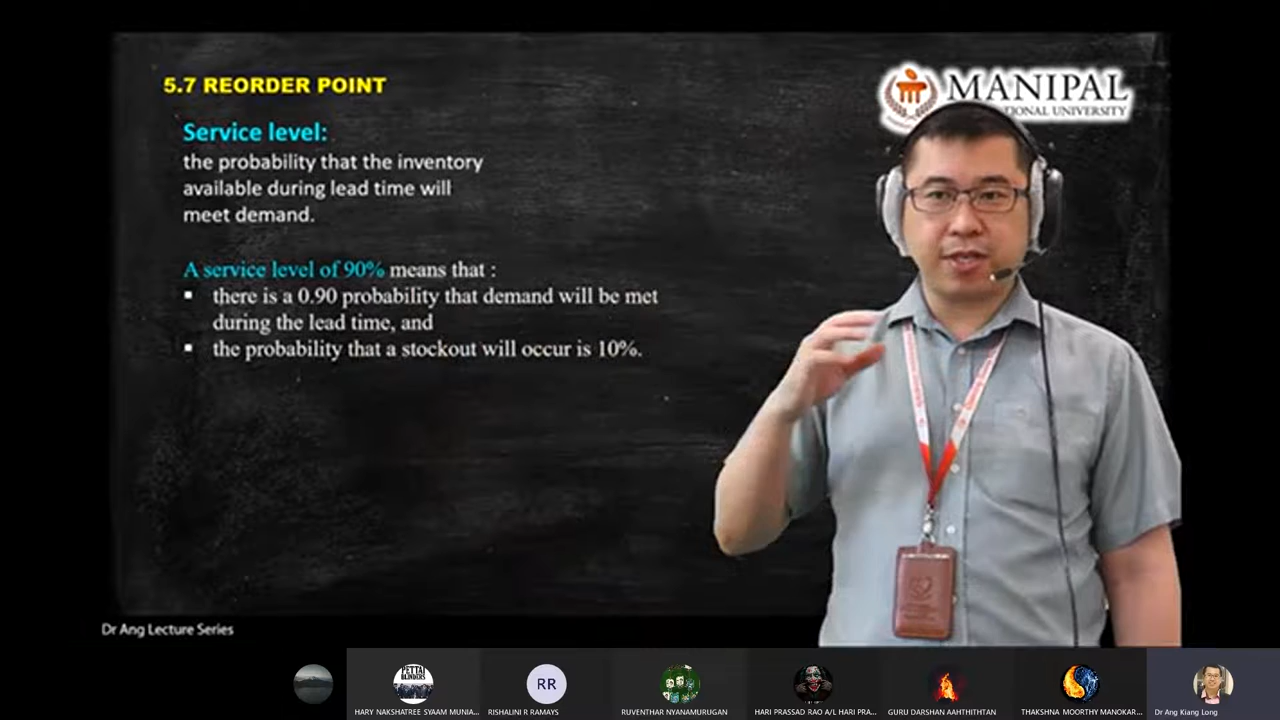 5.7 REORDER POINT
MANIPAL
IONAL UNIVERSITY
Service level:
the probability that the inventory
available during lead time will
meet demand.
A service level of 90% means that :
▪ there is a 0.90 probability that demand will be met
during the lead time, and
▪ the probability that a stockout will occur is 10%.
Dr Ang Lecture Series
PETTAI
BLINDERS
RR
HARY NAKSHATREE SYAAM MUNIA...
RISHALINI R RAMAYS
RUVENTHAR NYANAMURUGAN
HARI PRASSAD RAO A/L HARI PRA...
GURU DARSHAN AAHTHITHTAN
THAKSHNA MOORTHY MANOKAR...
Dr Ang Kiang Long